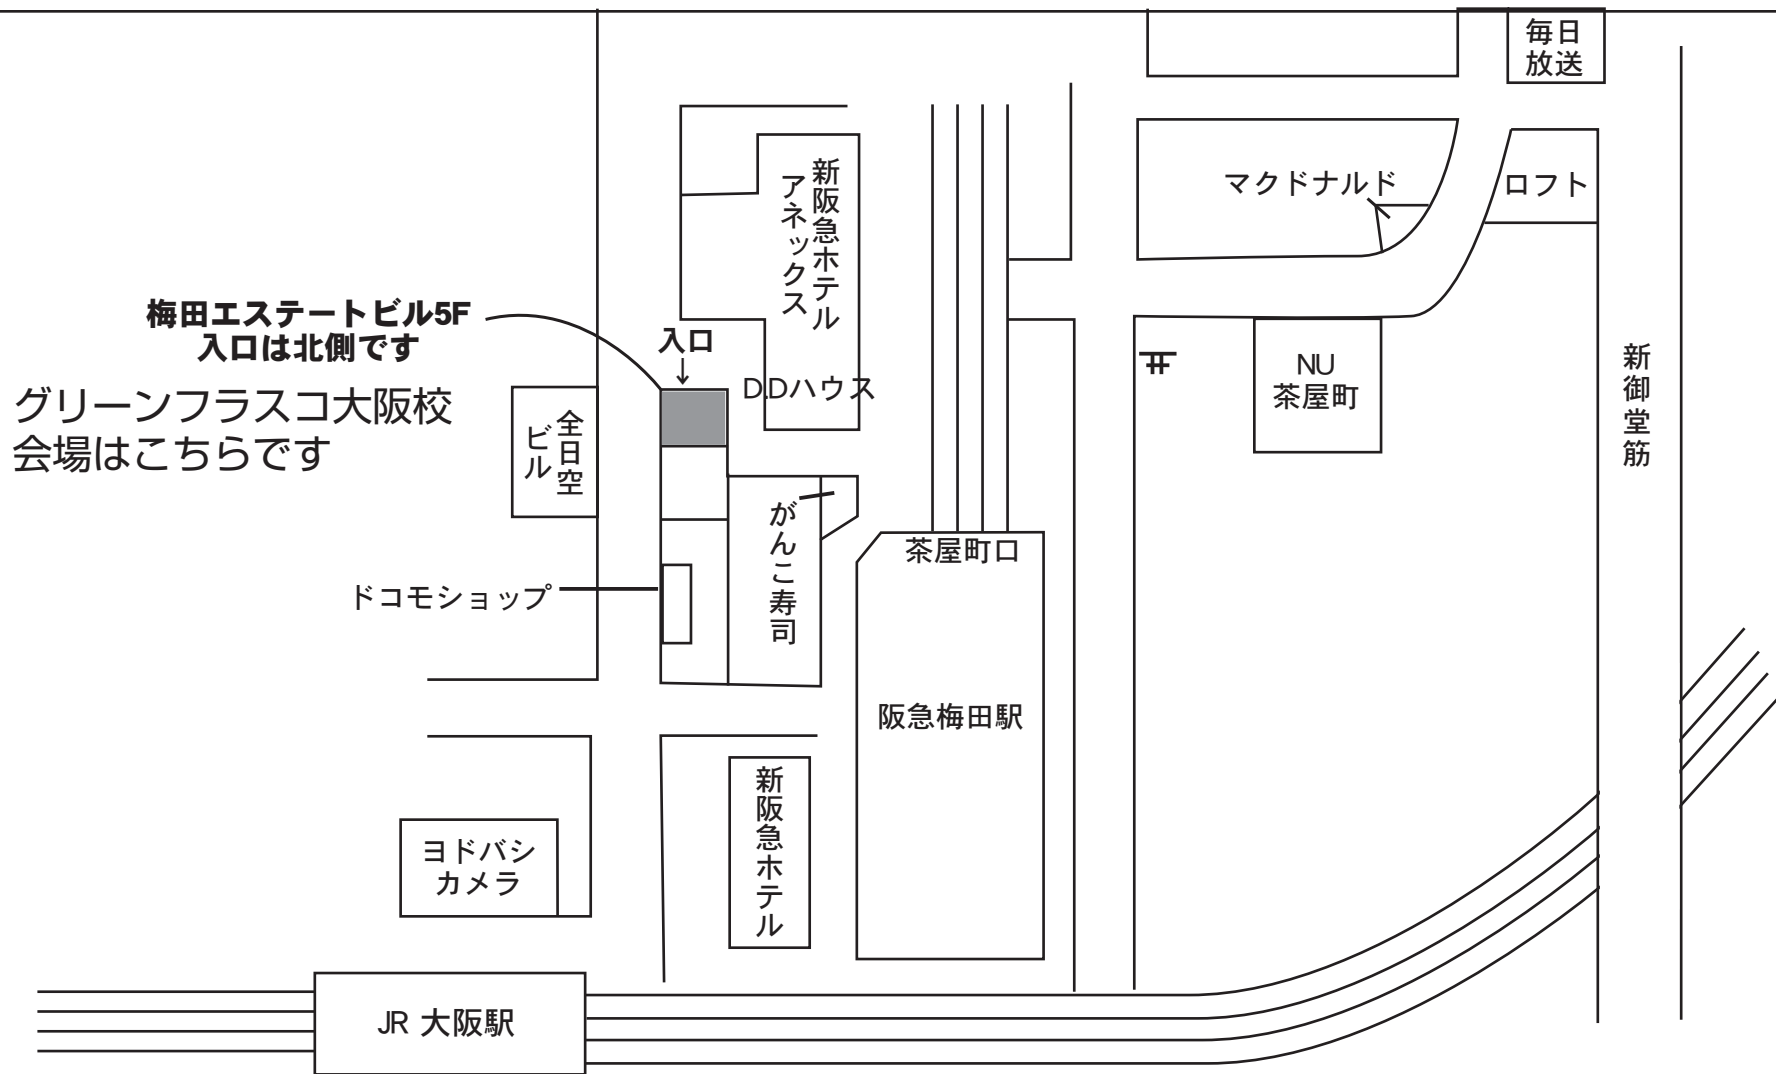 毎日
放送
新阪急ホテル
アネックス
マクドナルド
ロフト
梅田エステートビル5F
入口は北側です
入口
グリーンフラスコ大阪校
会場はこちらです
D.Dハウス
NU
茶屋町
新御堂筋
全日空
ビル
がんこ寿司
茶屋町口
ドコモショップ
阪急梅田駅
新阪急ホテル
ヨドバシ
カメラ
JR 大阪駅